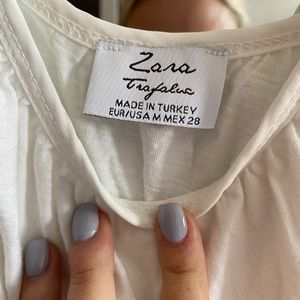 Zara
Trafaluc
MADE IN TURKEY
EUR/USA M MEX 28